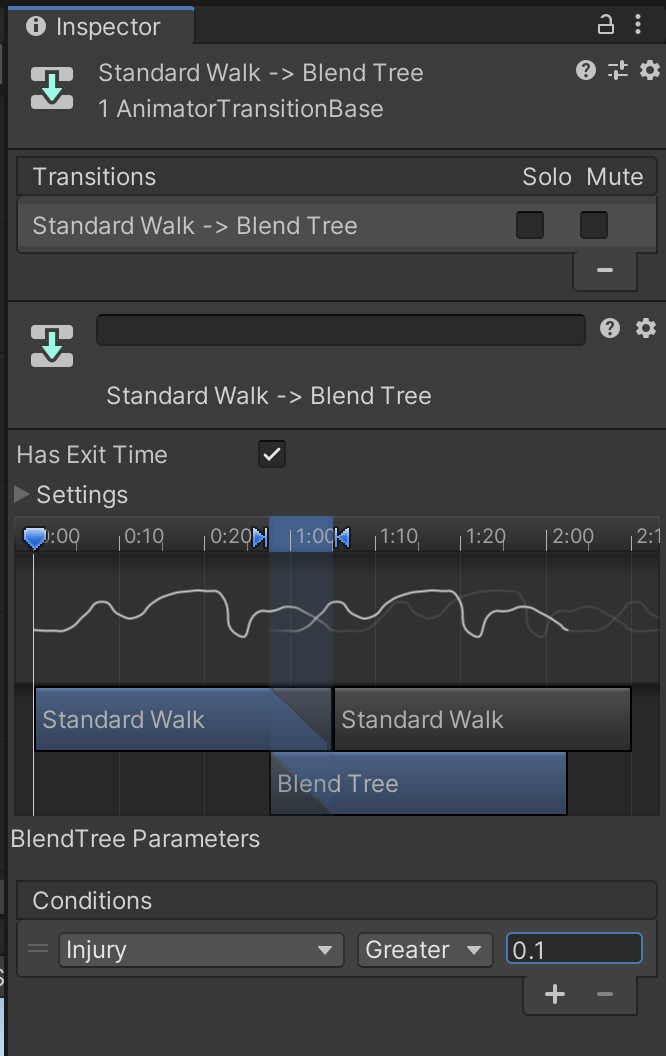 Inspector
Standard Walk -> Blend Tree
1 AnimatorTransitionBase
Transitions Solo Mute
Standard Walk -> Blend Tree
Standard Walk -> Blend Tree
Has Exit Time
Settings
:00 0:10 0:20 1:00 1:10 1:20 2:00 2:1
Standard Walk Standard Walk
Blend Tree
BlendTree Parameters
Conditions
Injury Greater 0.1